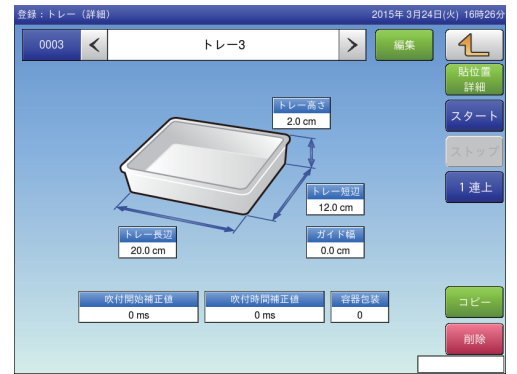 登録：トレー（詳細）
2015年 3月24日(火) 16時26分
0003
トレー3
編集
貼位置
詳細
トレー高さ
2.0 cm
スタート
ストップ
トレー短辺
12.0 cm
1 連上
トレー長辺
20.0 cm
ガイド幅
0.0 cm
吹付開始補正値
0 ms
吹付時間補正値
0 ms
容器包装
0
コピー
削除